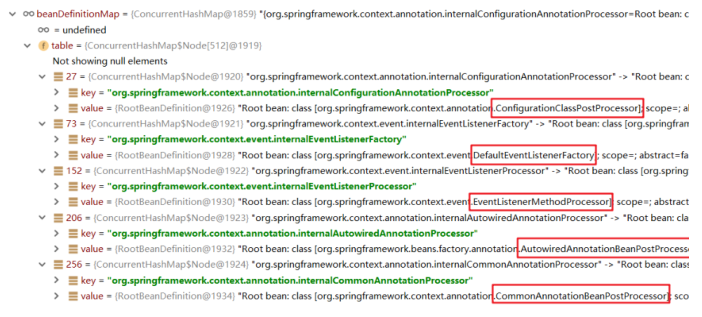 beanDefinitionMap = {ConcurrentHashMap@1859} "{org.springframework.context.annotation.internalConfigurationAnnotationProcessor=Root bean: c
= undefined
table = {ConcurrentHashMap$Node[512]@1919}
Not showing null elements
27 = {ConcurrentHashMap$Node@1920} "org.springframework.context.annotation.internalConfigurationAnnotationProcessor" -> "Root bean: c
key = "org.springframework.context.annotation.internalConfigurationAnnotationProcessor"
value = {RootBeanDefinition@1926} "Root bean: class [org.springframework.context.annotation.ConfigurationClassPostProcessor]; scope=; ab
73 = {ConcurrentHashMap$Node@1921} "org.springframework.context.event.internalEventListenerFactory" -> "Root bean: class [org.springfram
key = "org.springframework.context.event.internalEventListenerFactory"
value = {RootBeanDefinition@1928} "Root bean: class [org.springframework.context.event.DefaultEventListenerFactory]; scope=; abstract=fa
152 = {ConcurrentHashMap$Node@1922} "org.springframework.context.event.internalEventListenerProcessor" -> "Root bean: class [org.spring
key = "org.springframework.context.event.internalEventListenerProcessor"
value = {RootBeanDefinition@1930} "Root bean: class [org.springframework.context.event.EventListenerMethodProcessor]; scope=; abstract
206 = {ConcurrentHashMap$Node@1923} "org.springframework.context.annotation.internalAutowiredAnnotationProcessor" -> "Root bean: cla
key = "org.springframework.context.annotation.internalAutowiredAnnotationProcessor"
value = {RootBeanDefinition@1932} "Root bean: class [org.springframework.beans.factory.annotation.AutowiredAnnotationBeanPostProcess
256 = {ConcurrentHashMap$Node@1924} "org.springframework.context.annotation.internalCommonAnnotationProcessor" -> "Root bean: class
key = "org.springframework.context.annotation.internalCommonAnnotationProcessor"
value = {RootBeanDefinition@1934} "Root bean: class [org.springframework.context.annotation.CommonAnnotationBeanPostProcessor]; sco